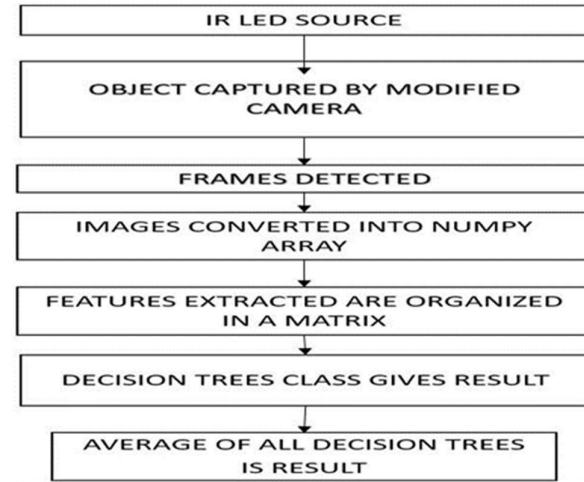 IR LED SOURCE
OBJECT CAPTURED BY MODIFIED
CAMERA
FRAMES DETECTED
IMAGES CONVERTED INTO NUMPY
ARRAY
FEATURES EXTRACTED ARE ORGANIZED
IN A MATRIX
DECISION TREES CLASS GIVES RESULT
AVERAGE OF ALL DECISION TREES
IS RESULT